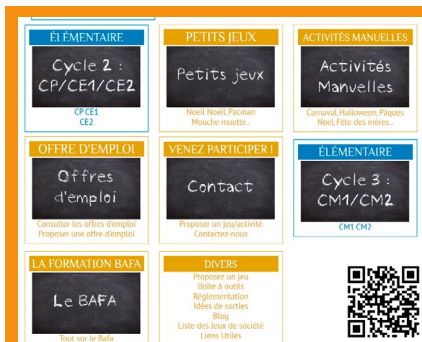 ÉLÉMENTAIRE
Cycle 2 :
CP/CE1/CE2
CP CE1
CE2
PETITS JEUX
Petits jeux
Noeil Noeil, Pacman
Mouche muette...
ACTIVITÉS MANUELLES
Activités
Manuelles
Carnaval, Halloween, Pâques
Noel, Fête des mères...
OFFRE D'EMPLOI
Offres
d'emploi
Consulter les offres d'emploi
Proposer une offre d'emploi
VENEZ PARTICIPER !
Contact
Proposer un jeu/activité
Contactez-nous
ÉLÉMENTAIRE
Cycle 3 :
CM1/CM2
CM1 CM2
LA FORMATION BAFA
Le BAFA
Tout sur le Bafa
DIVERS
Proposez un jeu
Boîte à outils
Réglementation
Idées de sorties
Blog
Liste des Jeux de société
Liens Utiles